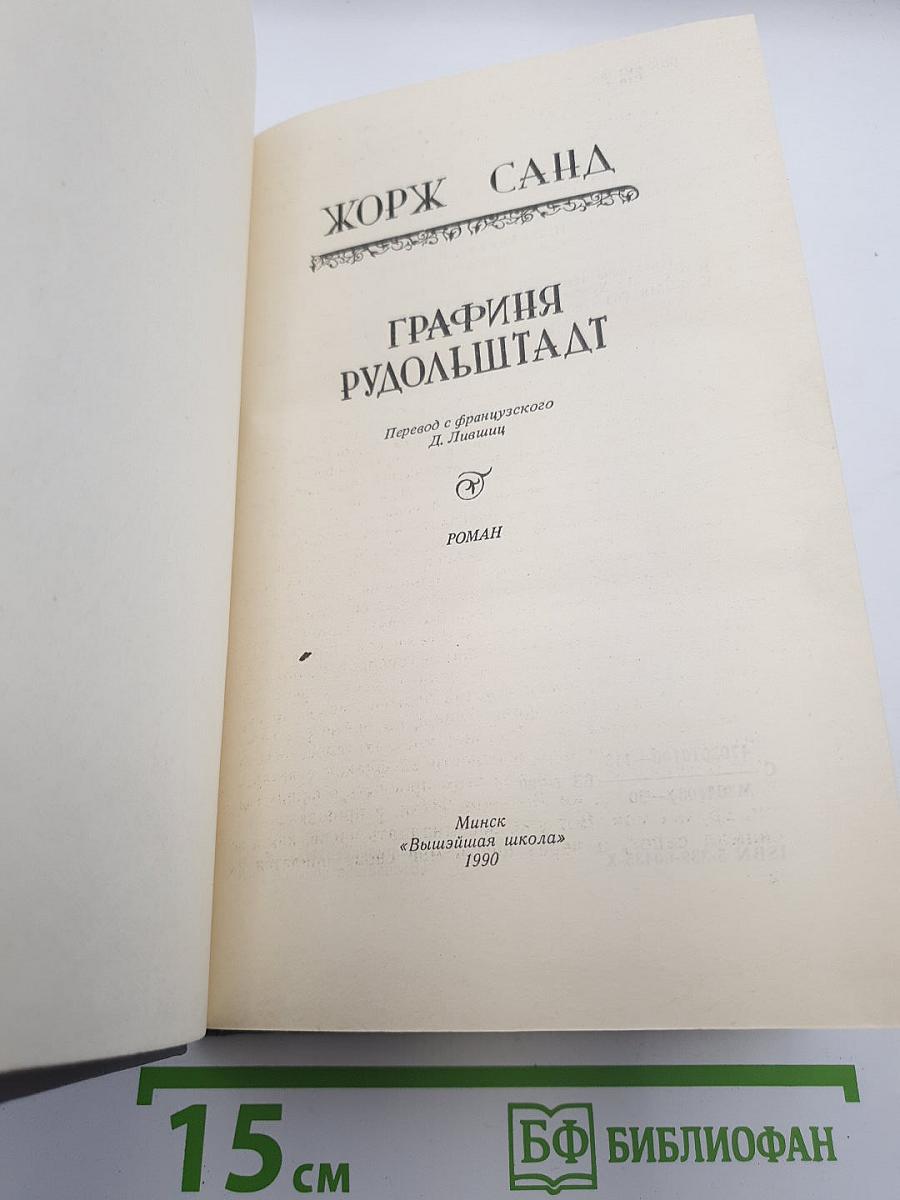 ЖОРЖ САНД
ГРАФИНЯ
РУДОЛЬШТАДТ
Перевод с французского
Д. Лившиц
РОМАН
Минск
«Вышэйшая школа»
1990
15 см
БФ БИБЛИОФАН